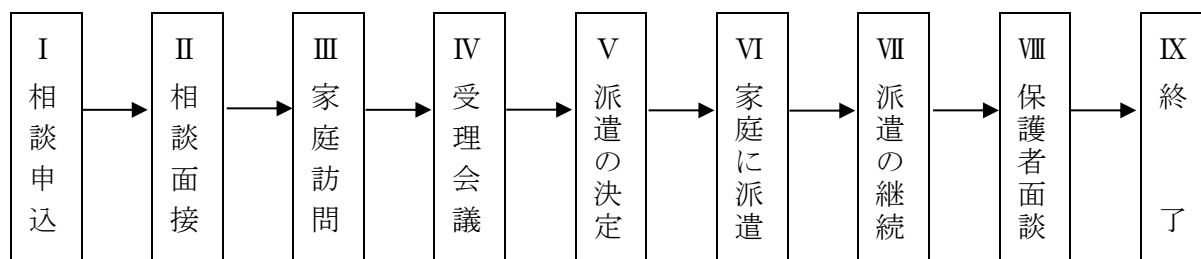 Ⅰ 相談申込
Ⅱ 相談面接
Ⅲ 家庭訪問
Ⅳ 受理会議
Ⅴ 派遣の決定
Ⅵ 家庭に派遣
Ⅶ 派遣の継続
Ⅷ 保護者面談
Ⅸ 終了